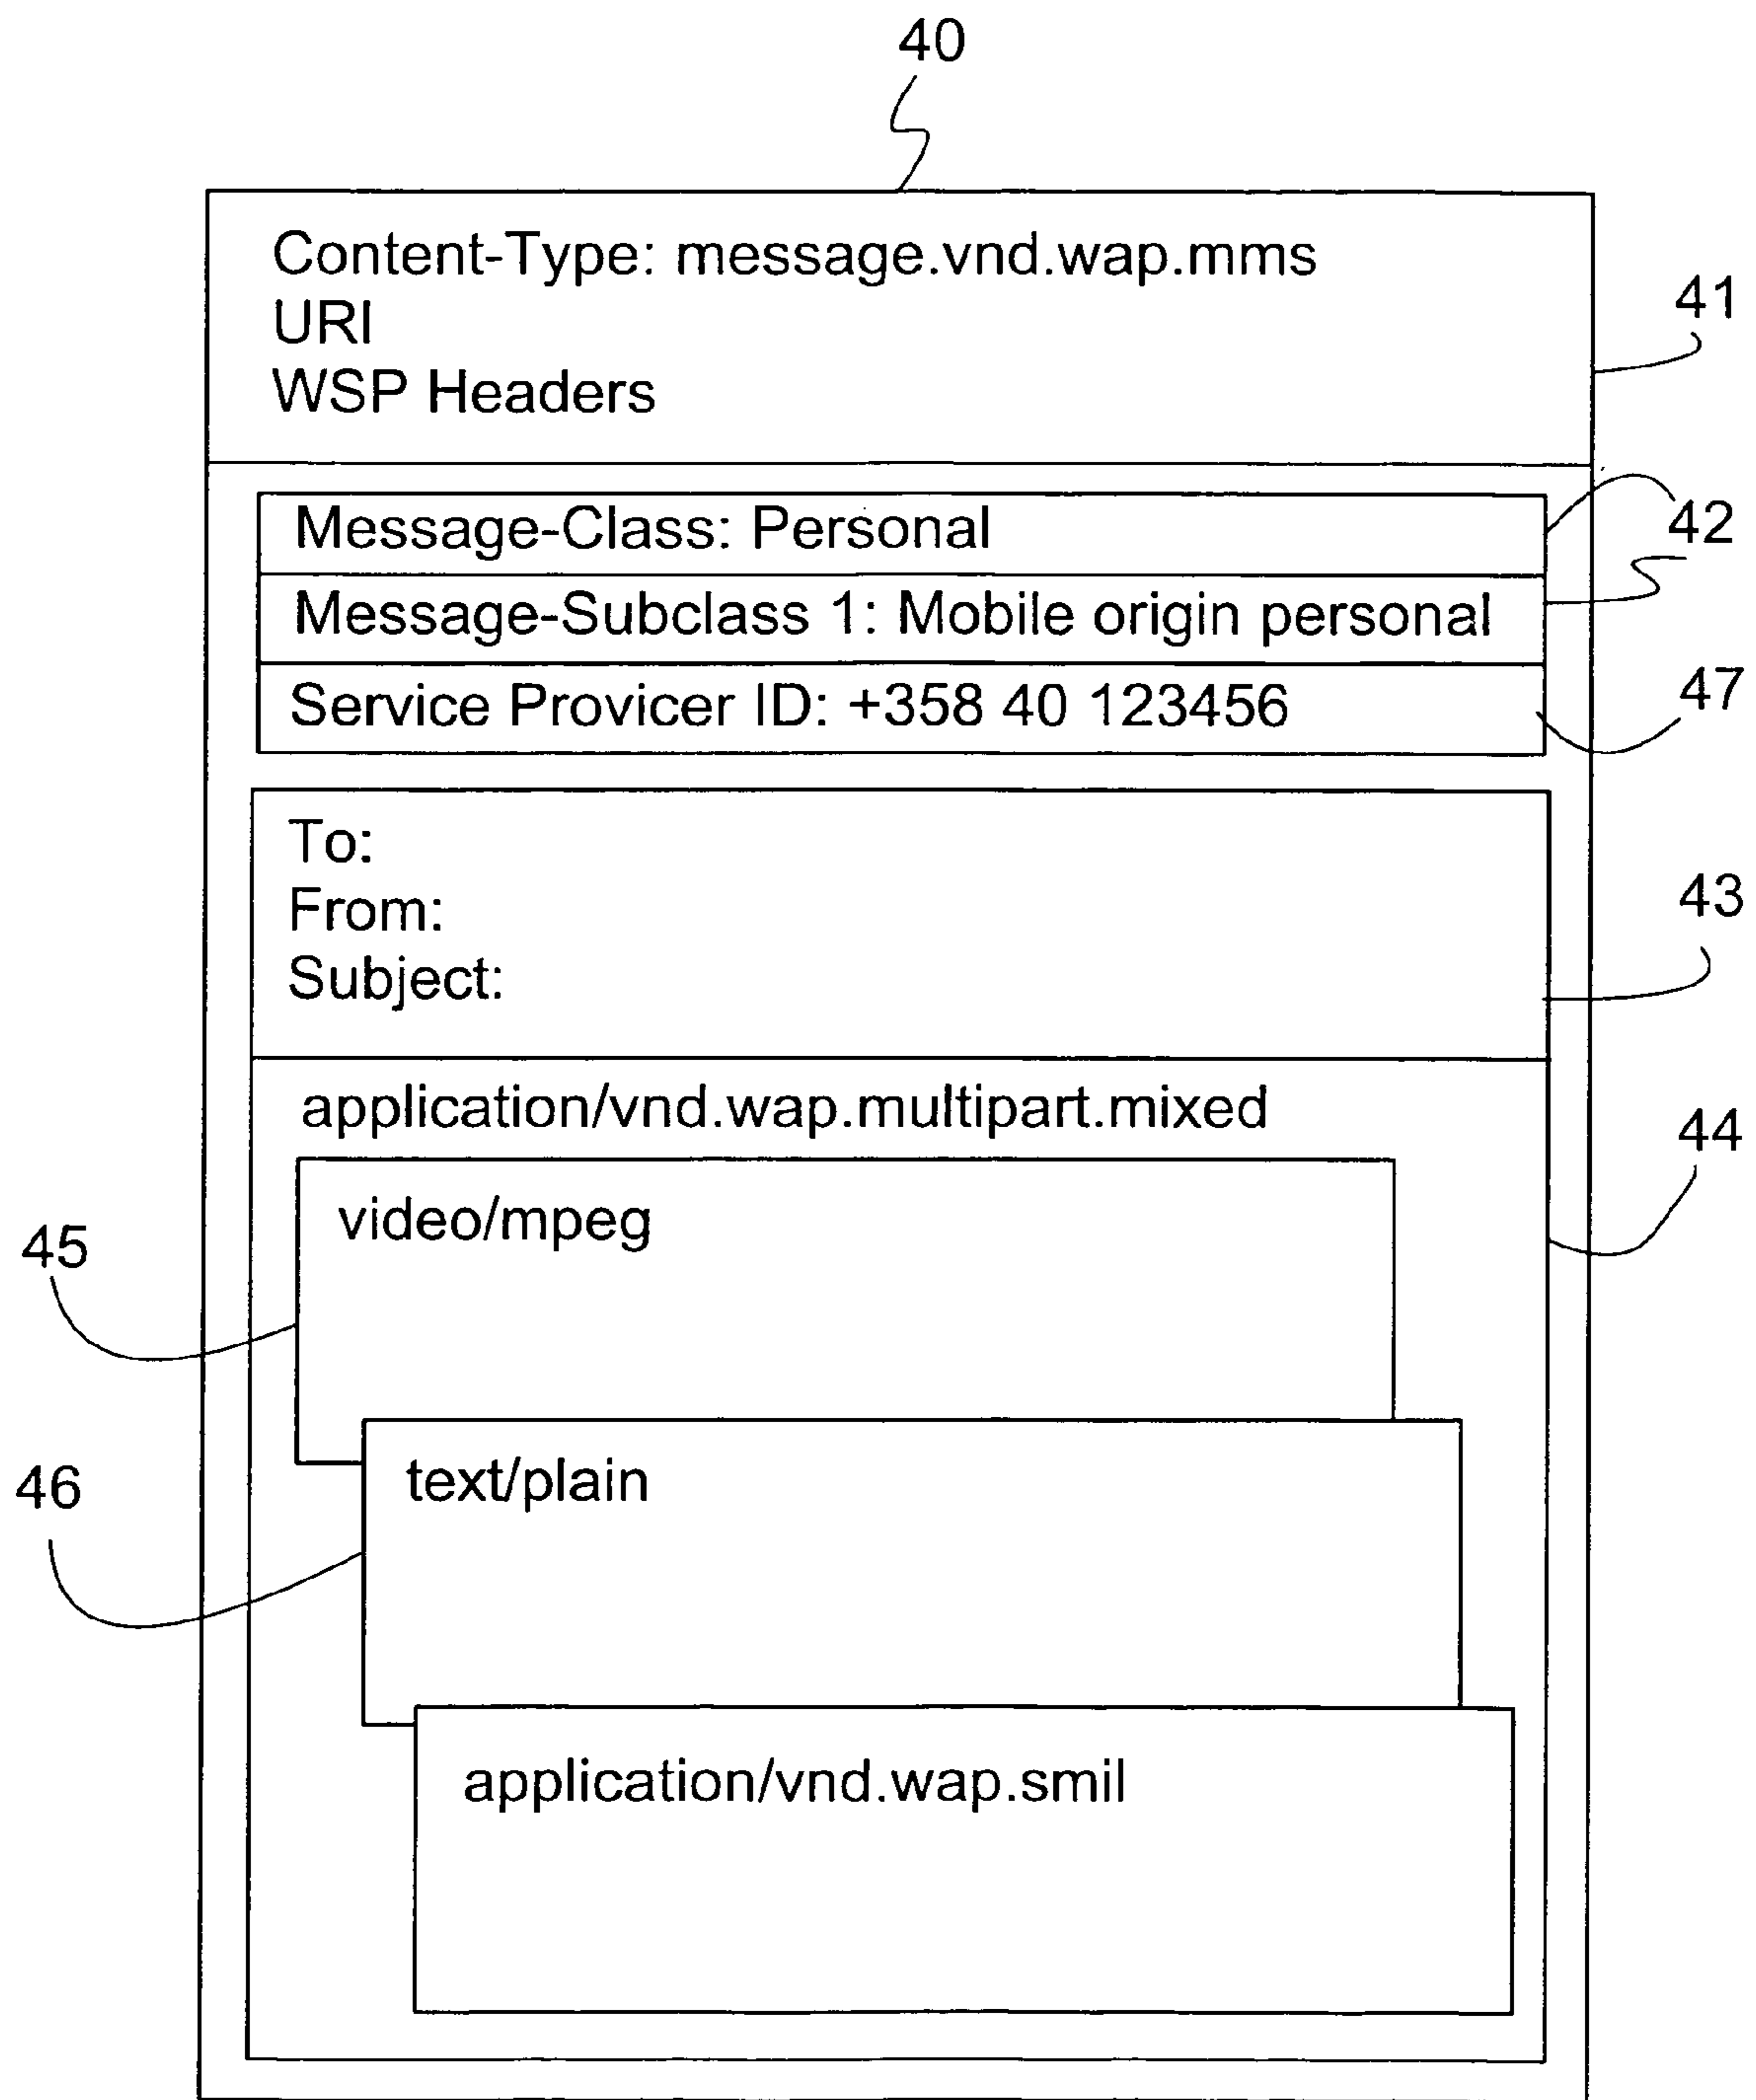 40
Content-Type: message.vnd.wap.mms
URI
WSP Headers
41
Message-Class: Personal
42
Message-Subclass 1: Mobile origin personal
Service Provicer ID: +358 40 123456
47
To:
From:
Subject:
43
application/vnd.wap.multipart.mixed
44
video/mpeg
45
text/plain
46
application/vnd.wap.smil